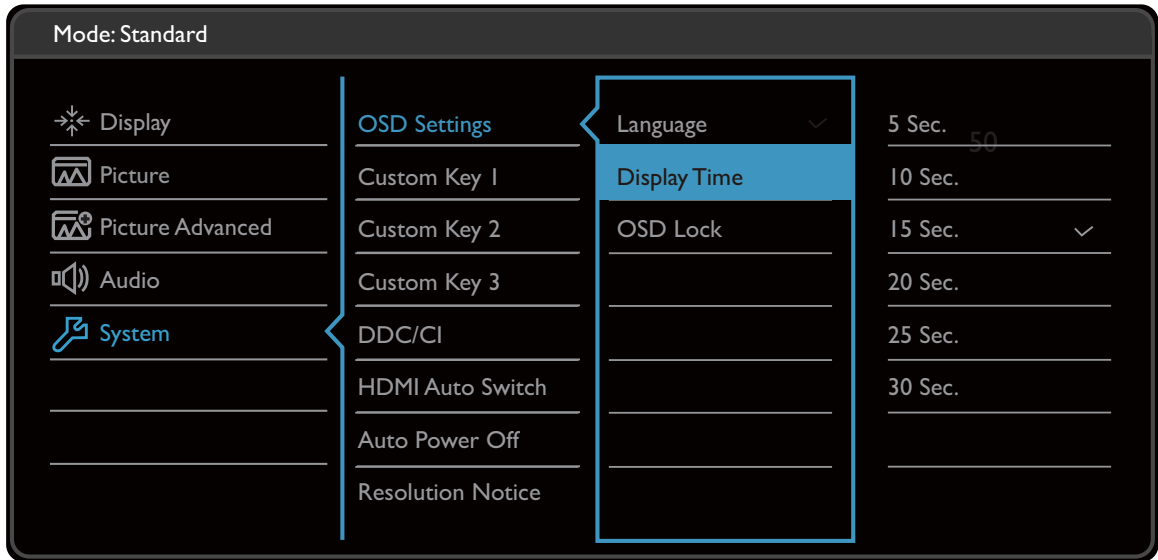 Mode: Standard
Display
Picture
Picture Advanced
Audio
System
OSD Settings
Custom Key 1
Custom Key 2
Custom Key 3
DDC/CI
HDMI Auto Switch
Auto Power Off
Resolution Notice
Language
Display Time
OSD Lock
5 Sec.
50
10 Sec.
15 Sec.
20 Sec.
25 Sec.
30 Sec.